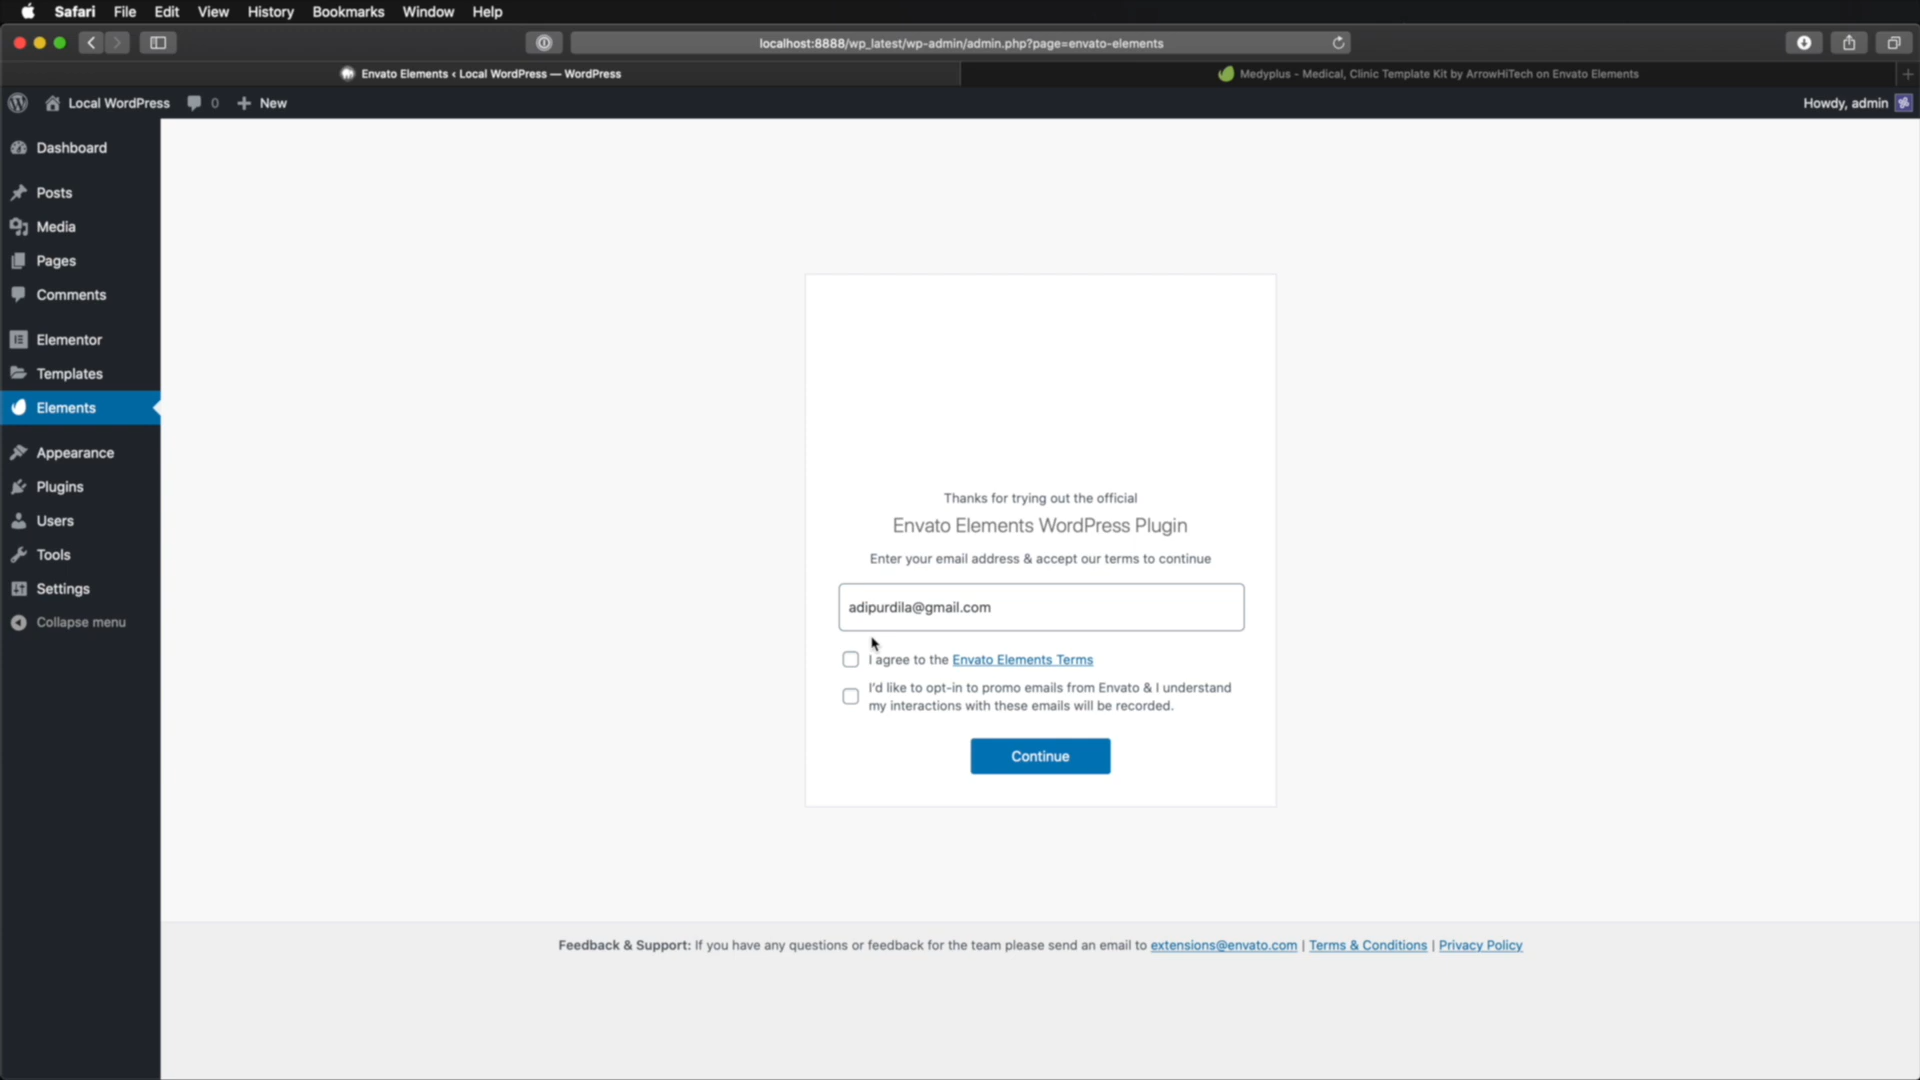 Safari File Edit View History Bookmarks Window Help
localhost:8888/wp_latest/wp-admin/admin.php?page=envato-elements
Envato Elements ‹ Local WordPress — WordPress
Medyplus - Medical, Clinic Template Kit by ArrowHiTech on Envato Elements
Local WordPress 0 New
Howdy, admin
Dashboard
Posts
Media
Pages
Comments
Elementor
Templates
Elements
Appearance
Plugins
Users
Tools
Settings
Collapse menu
Thanks for trying out the official
Envato Elements WordPress Plugin
Enter your email address & accept our terms to continue
adipurdila@gmail.com
I agree to the Envato Elements Terms
I'd like to opt-in to promo emails from Envato & I understand
my interactions with these emails will be recorded.
Continue
Feedback & Support: If you have any questions or feedback for the team please send an email to extensions@envato.com | Terms & Conditions | Privacy Policy